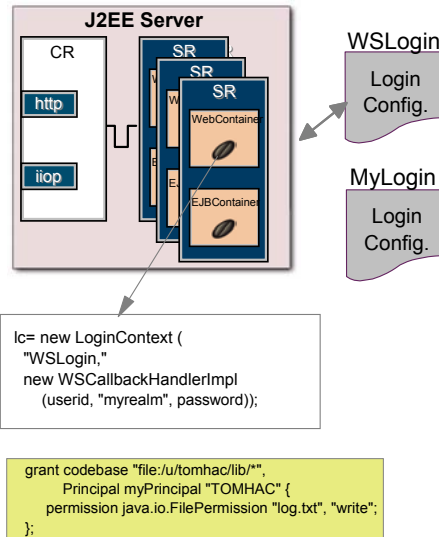 J2EE Server
CR
http
iiop
SR
SR
SR
WebContainer
EJBContainer
WSLogin
Login
Config.
MyLogin
Login
Config.
lc= new LoginContext (
"WSLogin,"
new WSCallbackHandlerImpl
(userid, "myrealm", password));
grant codebase "file:/u/tomhac/lib/*",
Principal myPrincipal "TOMHAC" {
permission java.io.FilePermission "log.txt", "write";
};